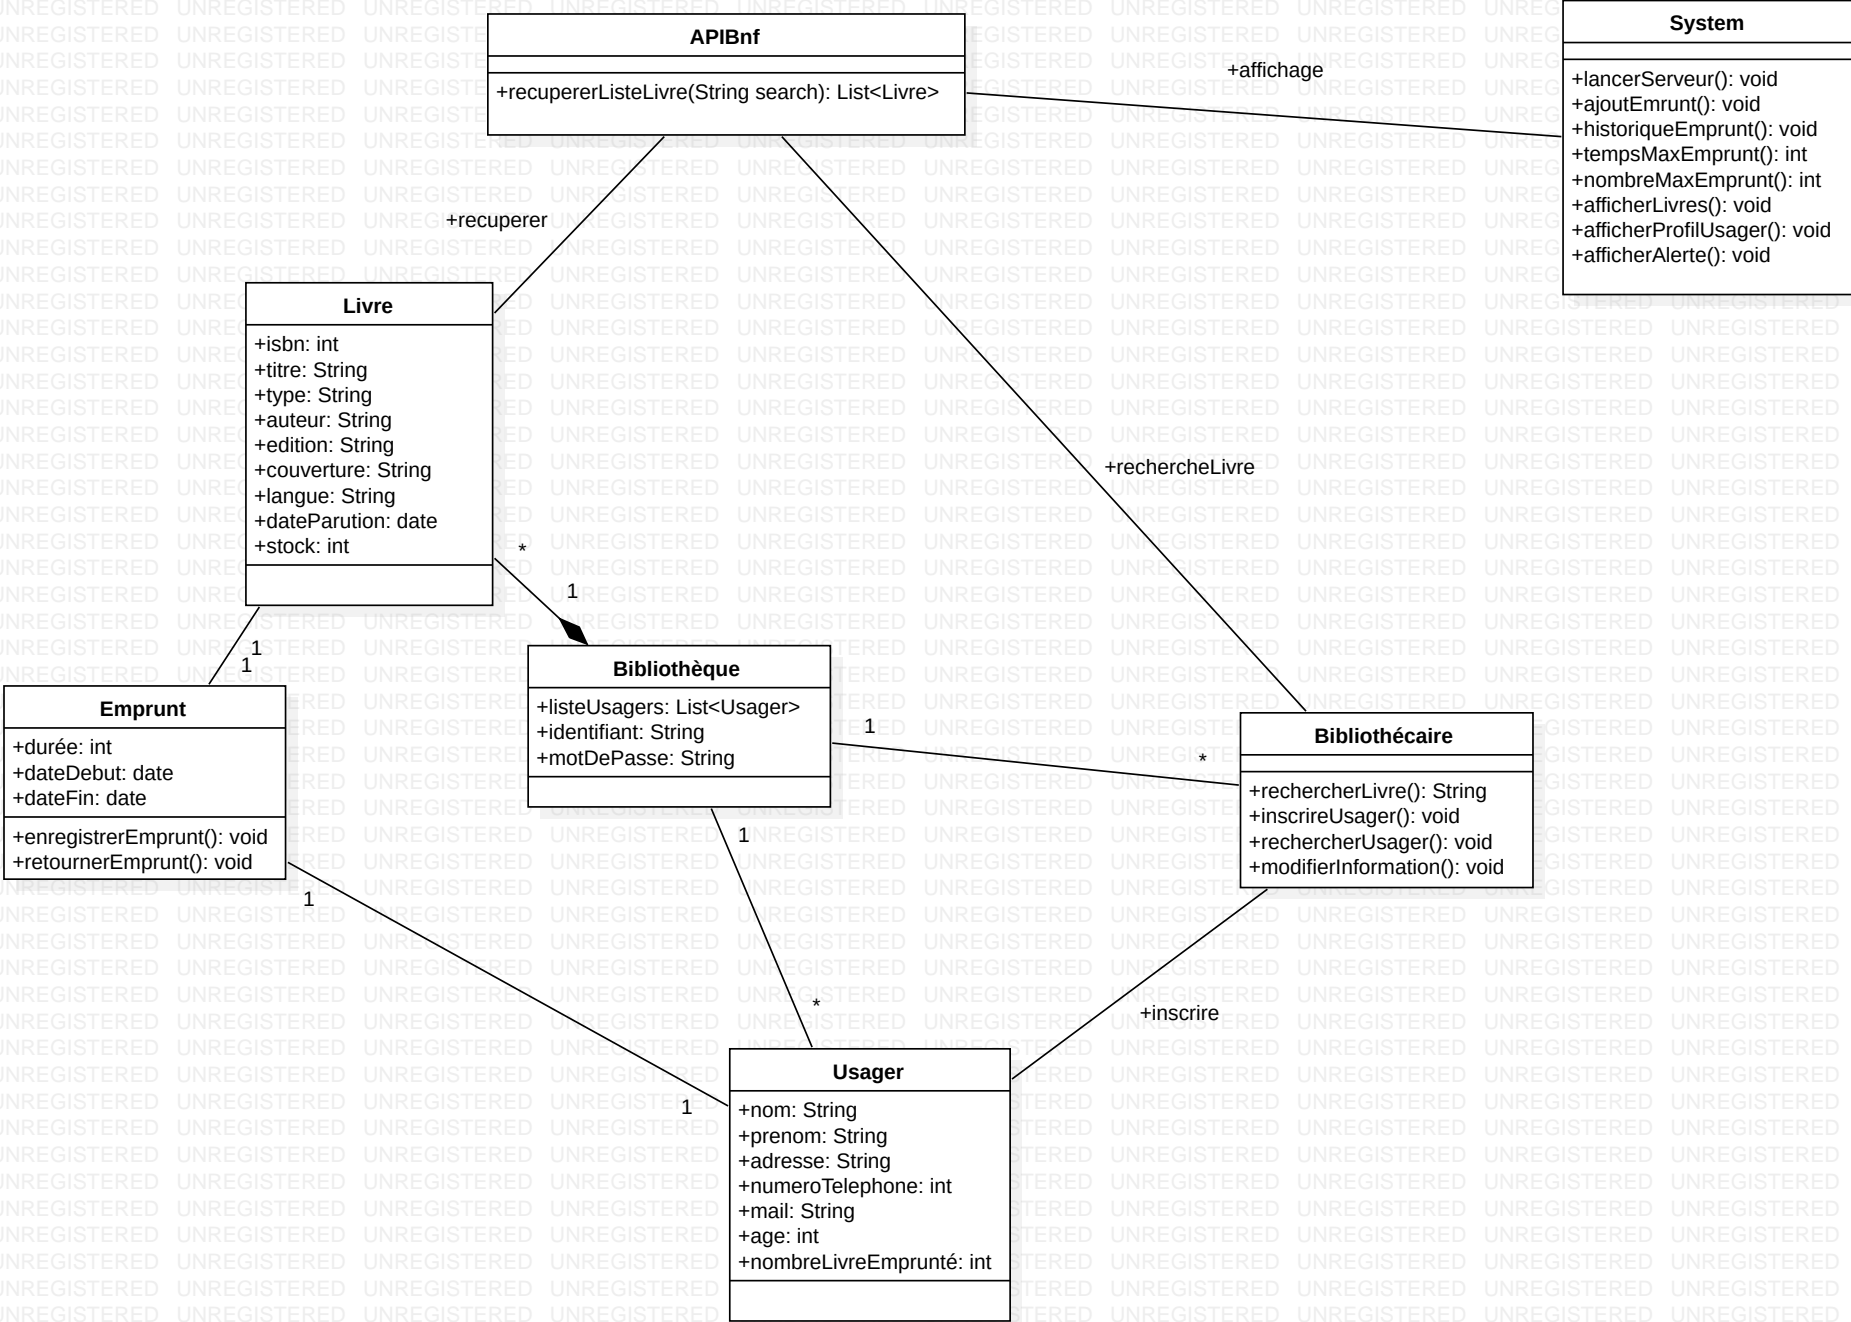 APIBnf
+recupererListeLivre(String search): List<Livre>
System
+lancerServeur(): void
+ajoutEmrunt(): void
+historiqueEmprunt(): void
+tempsMaxEmprunt(): int
+nombreMaxEmprunt(): int
+afficherLivres(): void
+afficherProfilUsager(): void
+afficherAlerte(): void
+affichage
+recuperer
Livre
+isbn: int
+titre: String
+type: String
+auteur: String
+edition: String
+couverture: String
+langue: String
+dateParution: date
+stock: int
+rechercheLivre
*
1
1
1
Emprunt
+durée: int
+dateDebut: date
+dateFin: date
+enregistrerEmprunt(): void
+retournerEmprunt(): void
Bibliothèque
+listeUsagers: List<Usager>
+identifiant: String
+motDePasse: String
1
*
Bibliothécaire
+rechercherLivre(): String
+inscrireUsager(): void
+rechercherUsager(): void
+modifierInformation(): void
1
1
*
+inscrire
1
Usager
+nom: String
+prenom: String
+adresse: String
+numeroTelephone: int
+mail: String
+age: int
+nombreLivreEmprunté: int
UNREGISTERED